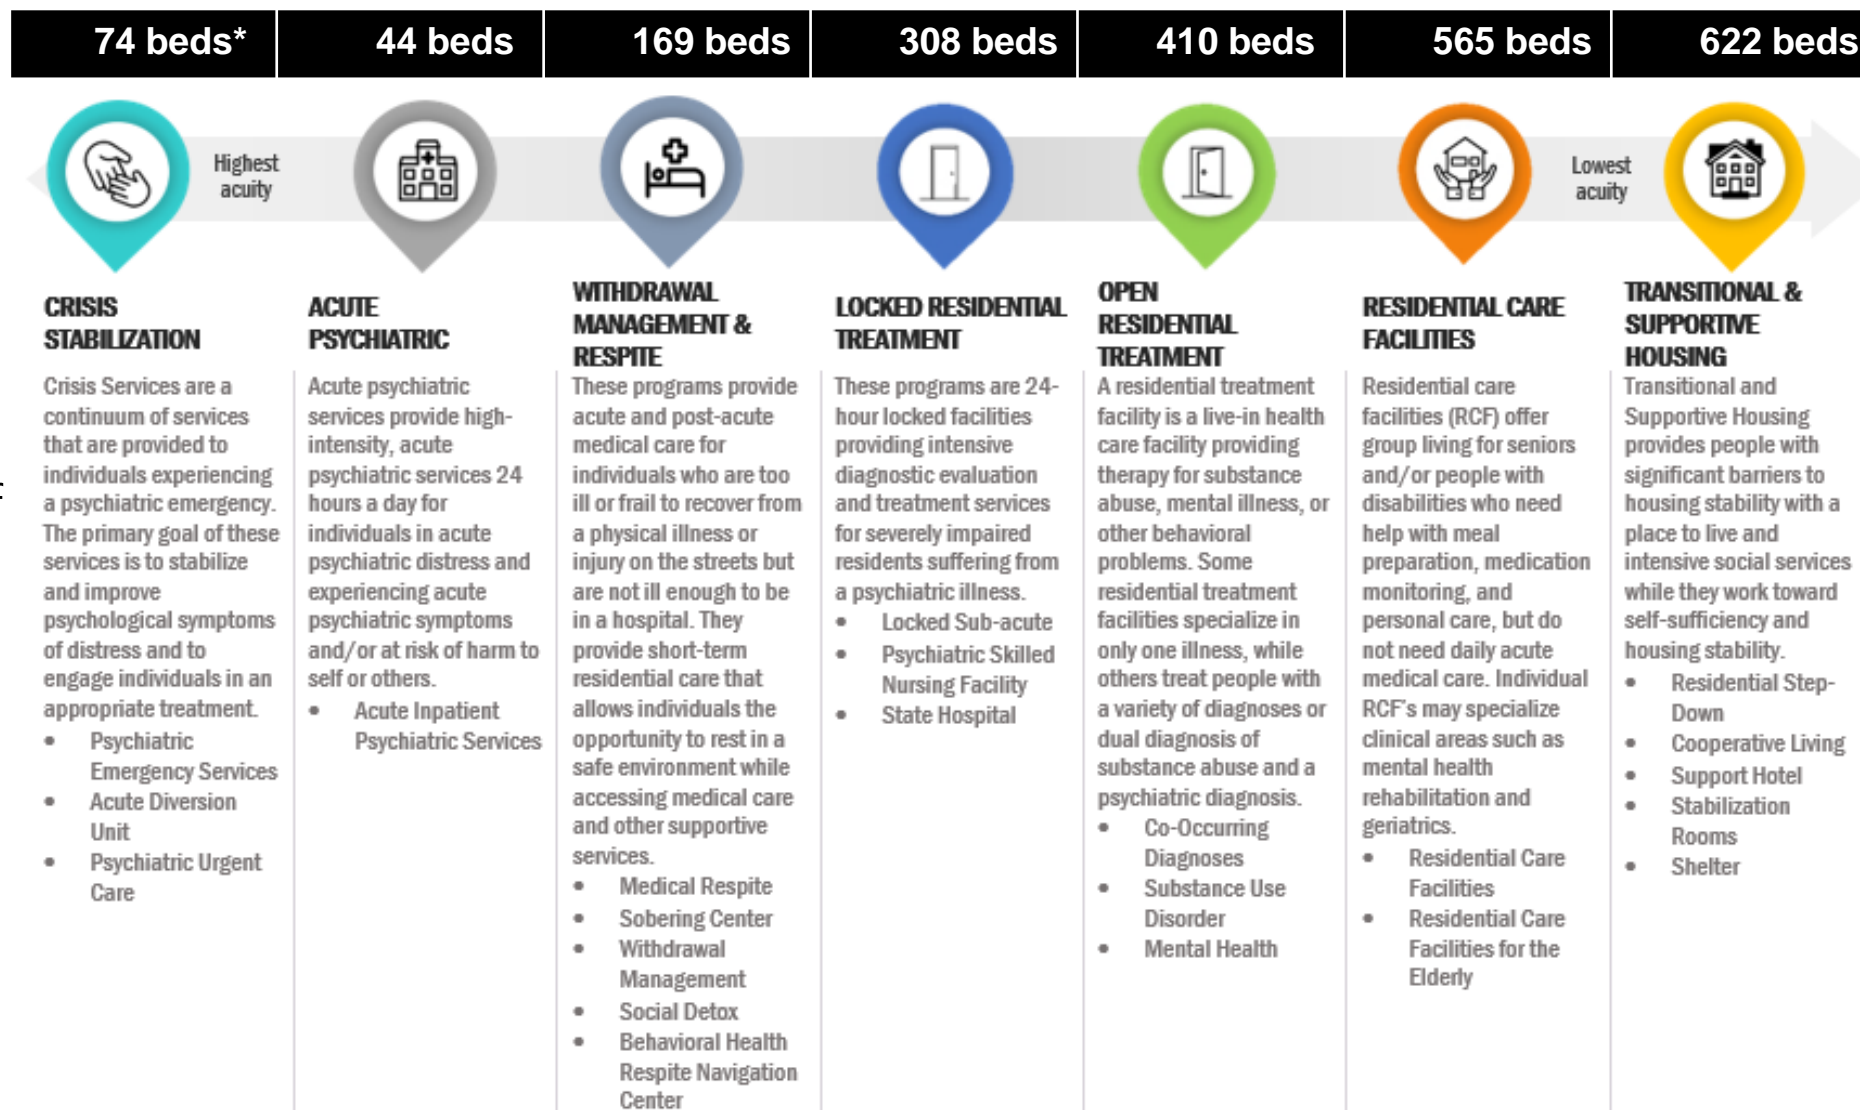 74 beds*
44 beds
169 beds
308 beds
410 beds
565 beds
622 beds
Highest
acuity
Lowest
acuity
CRISIS
STABILIZATION
Crisis Services are a
continuum of services
that are provided to
individuals experiencing
a psychiatric emergency.
The primary goal of these
services is to stabilize
and improve
psychological symptoms
of distress and to
engage individuals in an
appropriate treatment.
• Psychiatric
Emergency Services
• Acute Diversion
Unit
• Psychiatric Urgent
Care
ACUTE
PSYCHIATRIC
Acute psychiatric
services provide high-
intensity, acute
psychiatric services 24
hours a day for
individuals in acute
psychiatric distress and
experiencing acute
psychiatric symptoms
and/or at risk of harm to
self or others.
• Acute Inpatient
Psychiatric Services
WITHDRAWAL
MANAGEMENT &
RESPITE
These programs provide
acute and post-acute
medical care for
individuals who are too
ill or frail to recover from
a physical illness or
injury on the streets but
are not ill enough to be
in a hospital. They
provide short-term
residential care that
allows individuals the
opportunity to rest in a
safe environment while
accessing medical care
and other supportive
services.
• Medical Respite
• Sobering Center
• Withdrawal
Management
• Social Detox
• Behavioral Health
Respite Navigation
Center
LOCKED RESIDENTIAL
TREATMENT
These programs are 24-
hour locked facilities
providing intensive
diagnostic evaluation
and treatment services
for severely impaired
residents suffering from
a psychiatric illness.
• Locked Sub-acute
• Psychiatric Skilled
Nursing Facility
• State Hospital
OPEN
RESIDENTIAL
TREATMENT
A residential treatment
facility is a live-in health
care facility providing
therapy for substance
abuse, mental illness, or
other behavioral
problems. Some
residential treatment
facilities specialize in
only one illness, while
others treat people with
a variety of diagnoses or
dual diagnosis of
substance abuse and a
psychiatric diagnosis.
• Co-Occurring
Diagnoses
• Substance Use
Disorder
• Mental Health
RESIDENTIAL CARE
FACILITIES
Residential care
facilities (RCF) offer
group living for seniors
and/or people with
disabilities who need
help with meal
preparation, medication
monitoring, and
personal care, but do
not need daily acute
medical care. Individual
RCF's may specialize
clinical areas such as
mental health
rehabilitation and
geriatrics.
• Residential Care
Facilities
• Residential Care
Facilities for the
Elderly
TRANSITIONAL &
SUPPORTIVE
HOUSING
Transitional and
Supportive Housing
provides people with
significant barriers to
housing stability with a
place to live and
intensive social services
while they work toward
self-sufficiency and
housing stability.
• Residential Step-
Down
• Cooperative Living
• Support Hotel
• Stabilization
Rooms
• Shelter